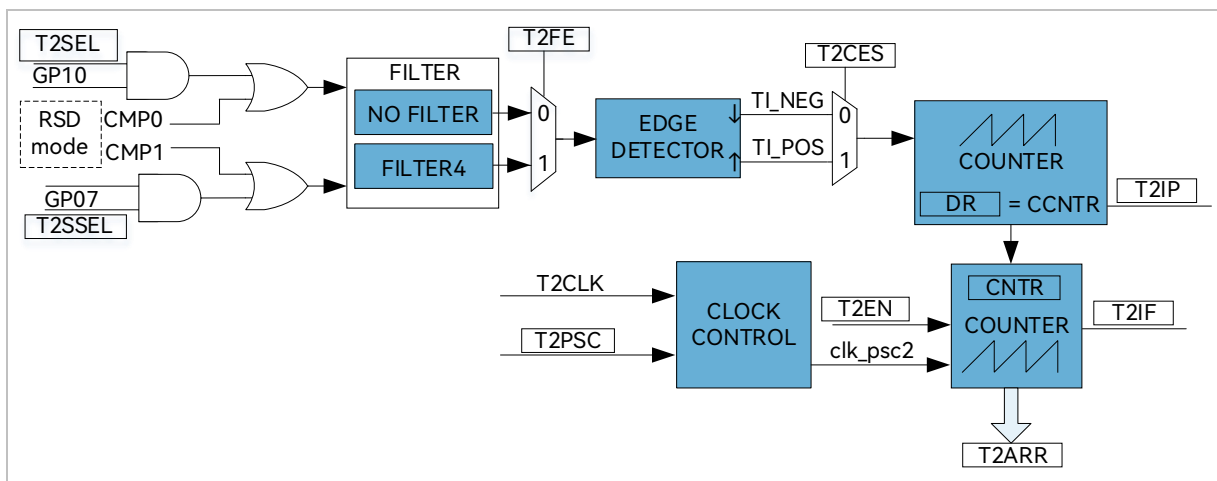 T2SEL
GP10
RSD
mode
CMP0
CMP1
GP07
T2SSEL
FILTER
NO FILTER
FILTER4
T2FE
0
1
EDGE
DETECTOR
↓
↑
TI_NEG
TI_POS
T2CES
0
1
COUNTER
DR = CCNTR
T2IP
T2CLK
T2PSC
CLOCK
CONTROL
T2EN
clk_psc2
CNTR
COUNTER
T2IF
T2ARR